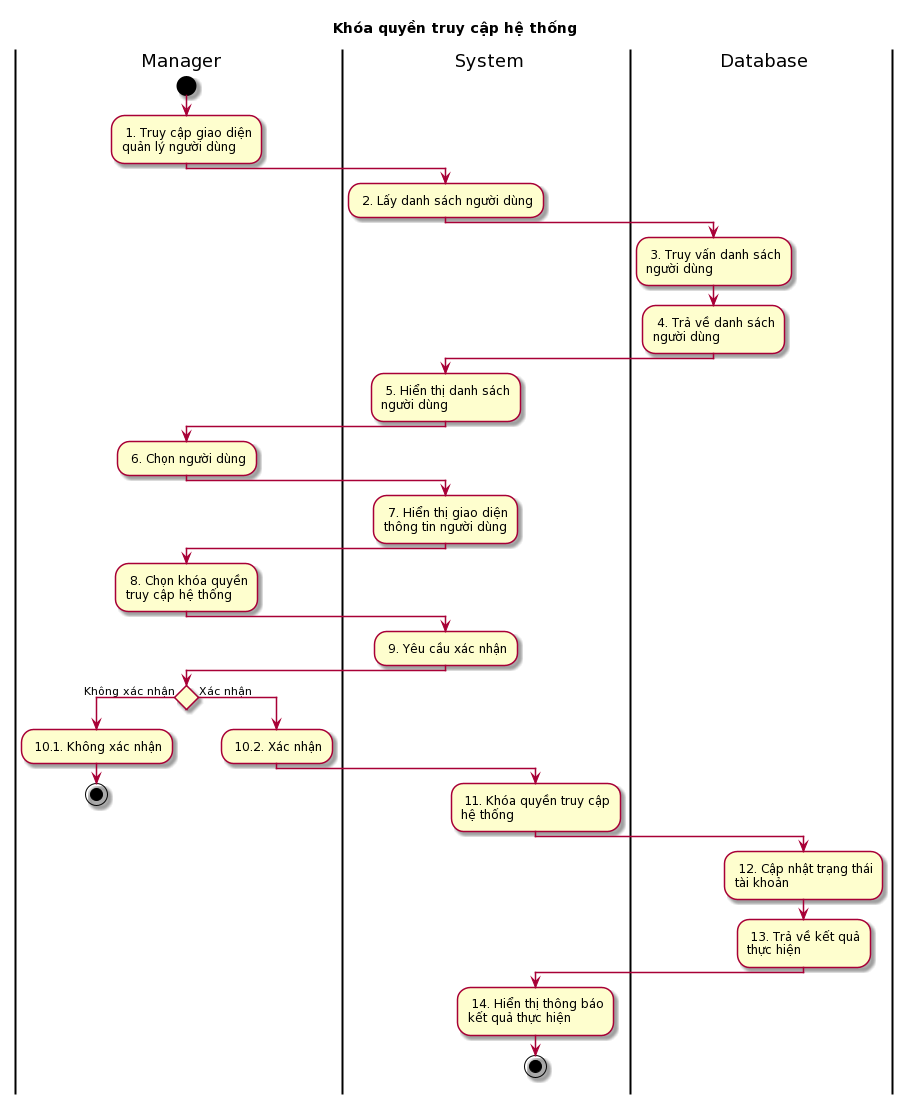 Khóa quyền truy cập hệ thống
Manager
System
Database
1. Truy cập giao diện
quản lý người dùng
2. Lấy danh sách người dùng
3. Truy vấn danh sách
người dùng
4. Trả về danh sách
người dùng
5. Hiển thị danh sách
người dùng
6. Chọn người dùng
7. Hiển thị giao diện
thông tin người dùng
8. Chọn khóa quyền
truy cập hệ thống
9. Yêu cầu xác nhận
Không xác nhận
Xác nhận
10.1. Không xác nhận
10.2. Xác nhận
11. Khóa quyền truy cập
hệ thống
12. Cập nhật trạng thái
tài khoản
13. Trả về kết quả
thực hiện
14. Hiển thị thông báo
kết quả thực hiện